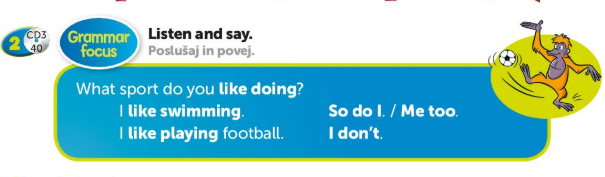 2 CD3 40
Grammar focus
Listen and say.
Poslušaj in povej.
What sport do you like doing?
I like swimming. So do I. / Me too.
I like playing football. I don't.